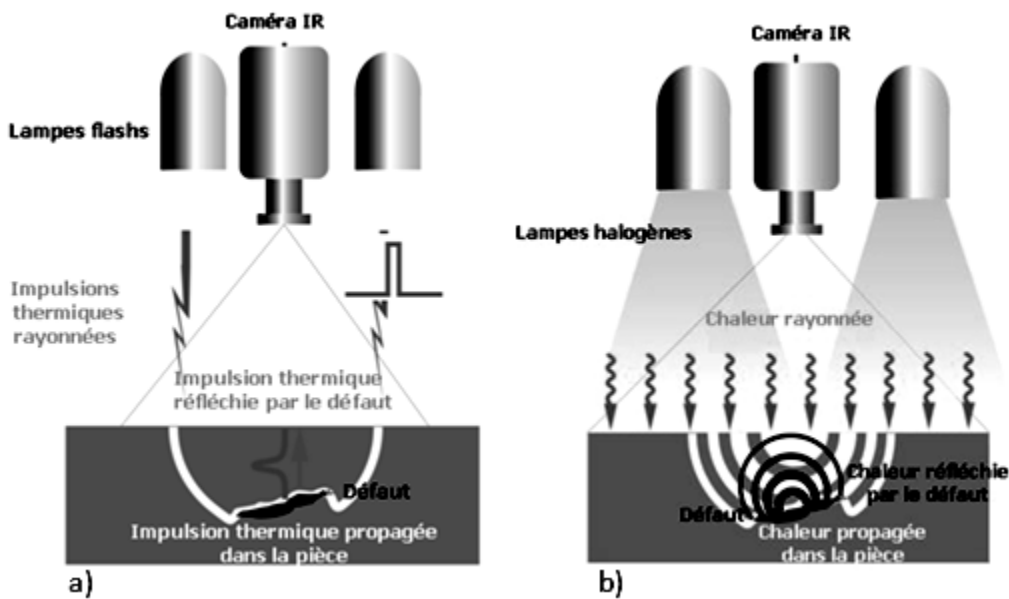 Caméra IR
Lampes flashs
Impulsions
thermiques
rayonnées
Impulsion thermique
réfléchie par le défaut
Défaut
Impulsion thermique propagée
dans la pièce
a)
Caméra IR
Lampes halogènes
Chaleur rayonnée
Chaleur réfléchie
par le défaut
Défaut
Chaleur propagée
dans la pièce
b)